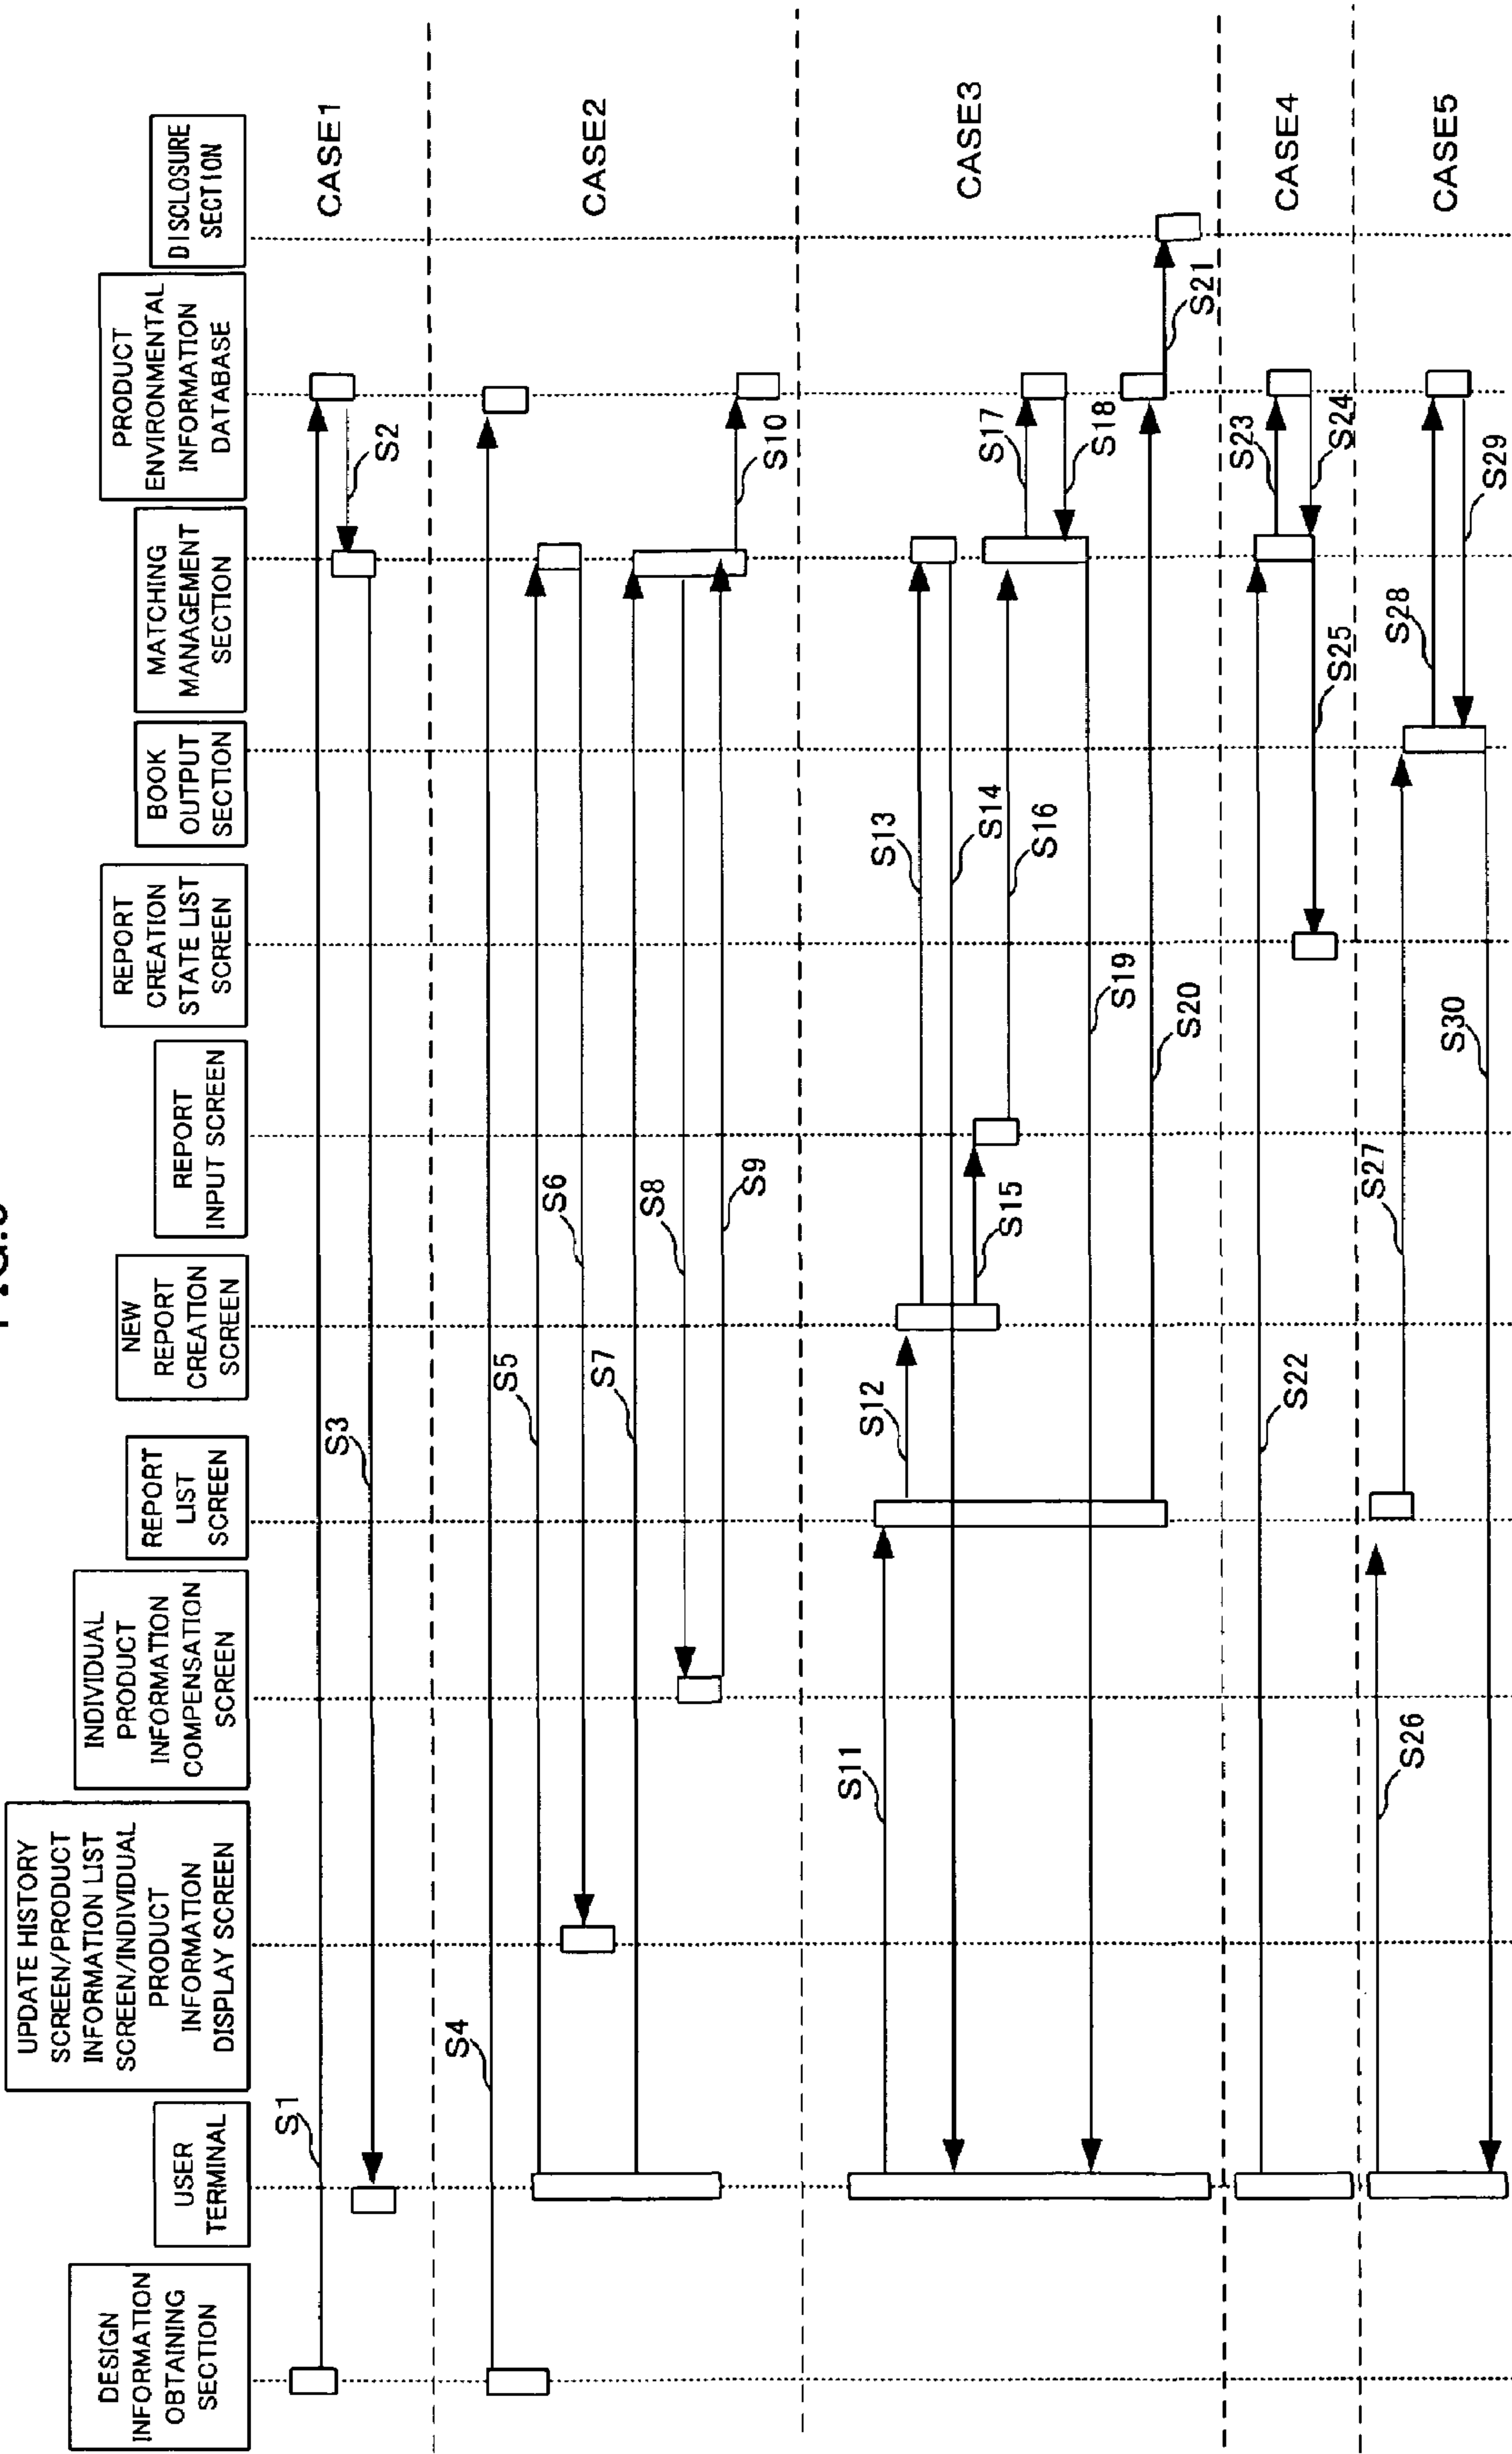 DESIGN
INFORMATION
OBTAINING
SECTION
USER
TERMINAL
UPDATE HISTORY
SCREEN/PRODUCT
INFORMATION LIST
SCREEN/INDIVIDUAL
PRODUCT
INFORMATION
DISPLAY SCREEN
INDIVIDUAL
PRODUCT
INFORMATION
COMPENSATION
SCREEN
REPORT
LIST
SCREEN
NEW
REPORT
CREATION
SCREEN
REPORT
INPUT SCREEN
REPORT
CREATION
STATE LIST
SCREEN
BOOK
OUTPUT
SECTION
MATCHING
MANAGEMENT
SECTION
PRODUCT
ENVIRONMENTAL
INFORMATION
DATABASE
DISCLOSURE
SECTION
S1
S2
S3
CASE1
S4
S5
S6
S7
S8
S9
S10
CASE2
S11
S12
S13
S14
S15
S16
S17
S18
S19
S20
S21
CASE3
S22
S23
S24
S25
CASE4
S26
S27
S28
S29
S30
CASE5